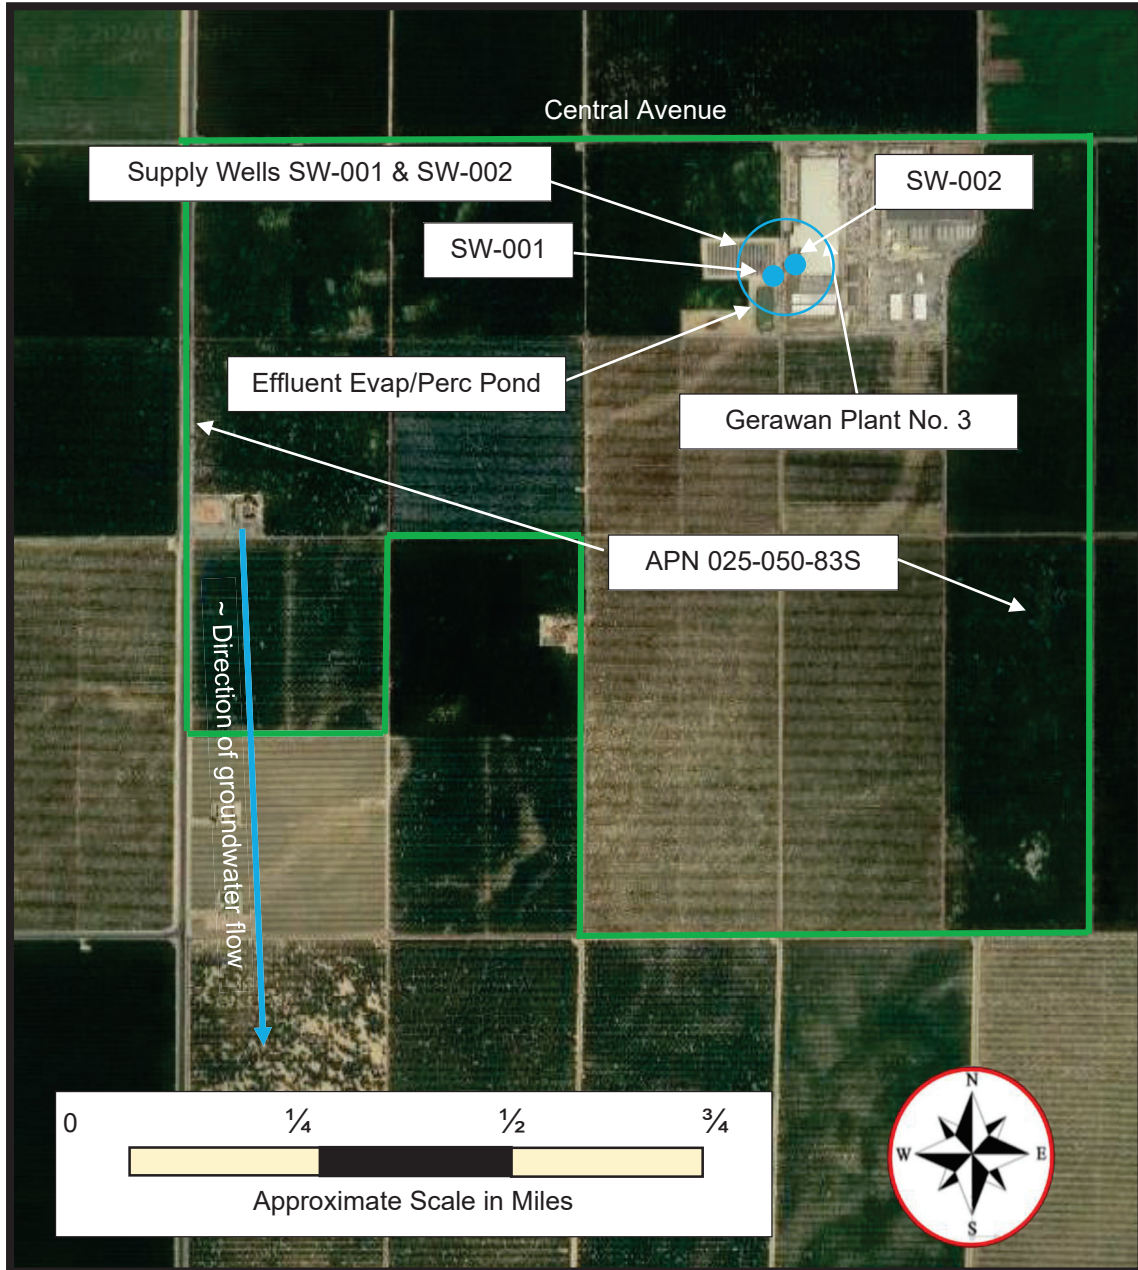 Central Avenue
Supply Wells SW-001 & SW-002
SW-002
SW-001
Effluent Evap/Perc Pond
Gerawan Plant No. 3
APN 025-050-83S
~ Direction of groundwater flow
0 ¼ ½ ¾
Approximate Scale in Miles
N
W E
S